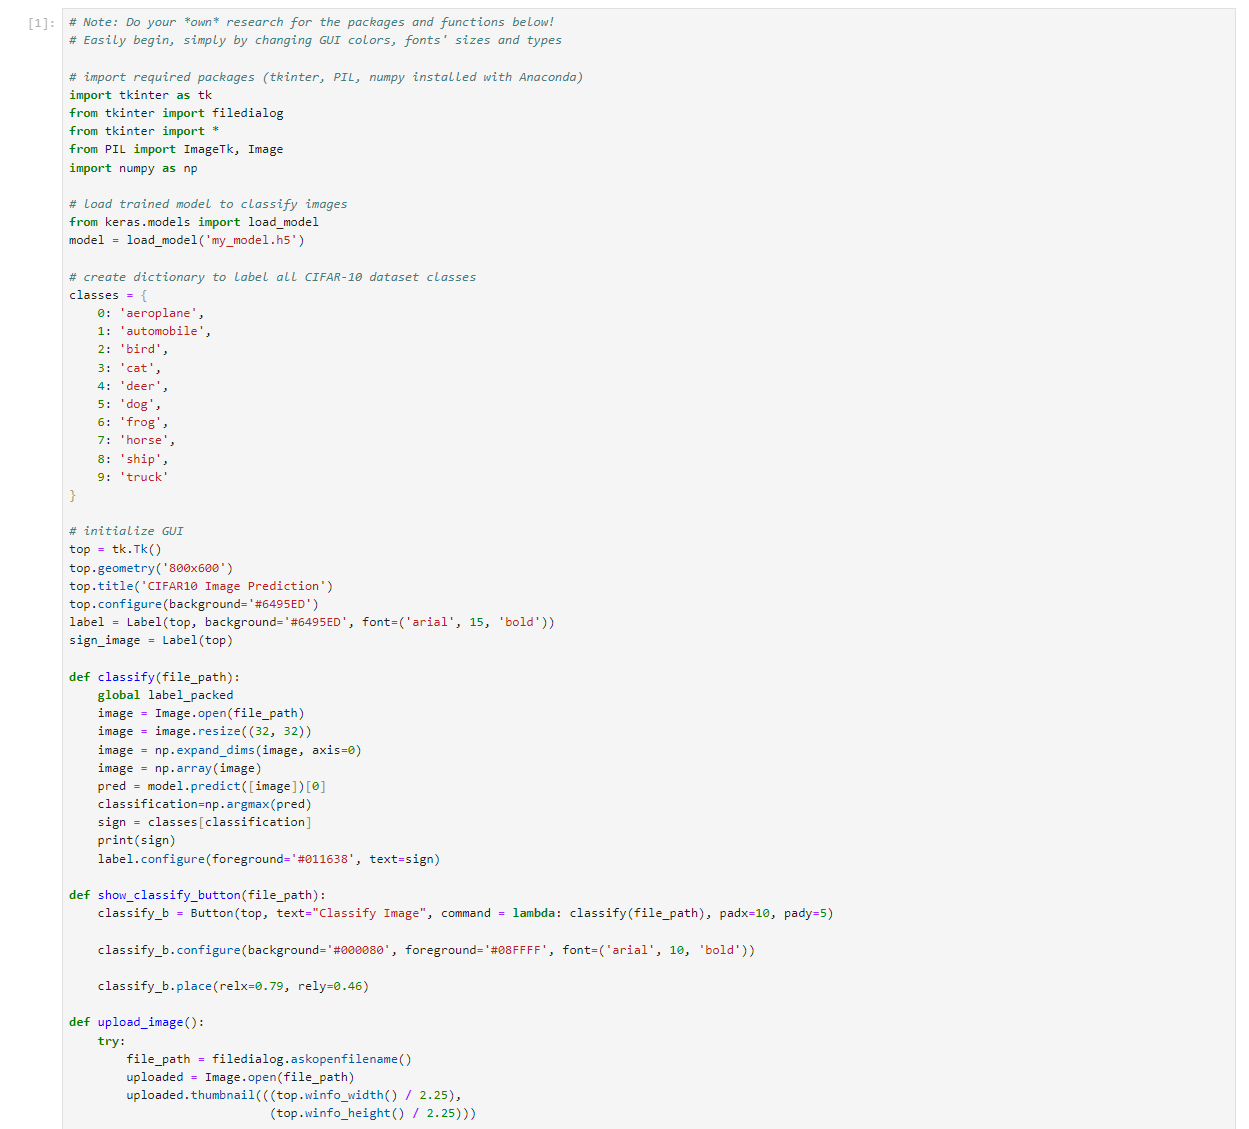 [1]:
# Note: Do your *own* research for the packages and functions below!
# Easily begin, simply by changing GUI colors, fonts' sizes and types
# import required packages (tkinter, PIL, numpy installed with Anaconda)
import tkinter as tk
from tkinter import filedialog
from tkinter import *
from PIL import ImageTk, Image
import numpy as np
# load trained model to classify images
from keras.models import load_model
model = load_model('my_model.h5')
# create dictionary to label all CIFAR-10 dataset classes
classes = {
    0: 'aeroplane',
    1: 'automobile',
    2: 'bird',
    3: 'cat',
    4: 'deer',
    5: 'dog',
    6: 'frog',
    7: 'horse',
    8: 'ship',
    9: 'truck'
}
# initialize GUI
top = tk.Tk()
top.geometry('800x600')
top.title('CIFAR10 Image Prediction')
top.configure(background='#6495ED')
label = Label(top, background='#6495ED', font=('arial', 15, 'bold'))
sign_image = Label(top)
def classify(file_path):
    global label_packed
    image = Image.open(file_path)
    image = image.resize((32, 32))
    image = np.expand_dims(image, axis=0)
    image = np.array(image)
    pred = model.predict([image])[0]
    classification=np.argmax(pred)
    sign = classes[classification]
    print(sign)
    label.configure(foreground='#011638', text=sign)
def show_classify_button(file_path):
    classify_b = Button(top, text="Classify Image", command = lambda: classify(file_path), padx=10, pady=5)
    classify_b.configure(background='#000080', foreground='#08FFFF', font=('arial', 10, 'bold'))
    classify_b.place(relx=0.79, rely=0.46)
def upload_image():
    try:
        file_path = filedialog.askopenfilename()
        uploaded = Image.open(file_path)
        uploaded.thumbnail(((top.winfo_width() / 2.25),
                            (top.winfo_height() / 2.25)))